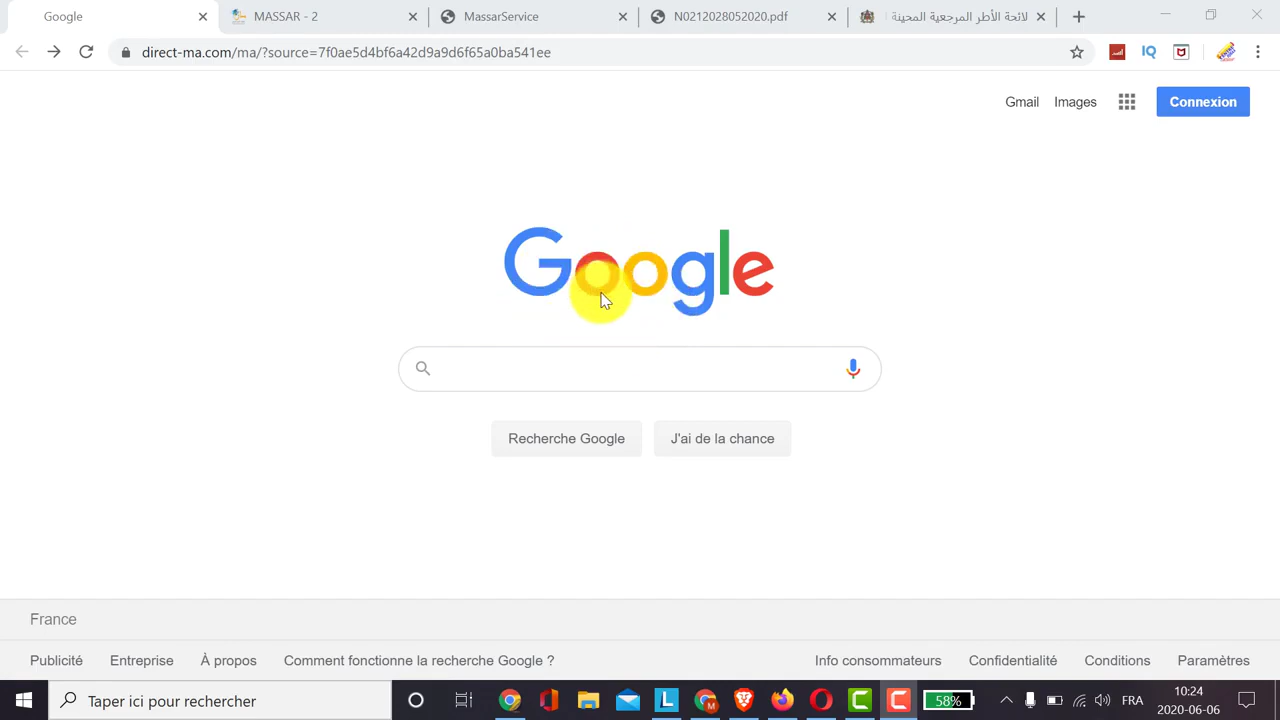 Google
MASSAR - 2
MassarService
N0212028052020.pdf
لائحة الأطر المرجعية المحينة
direct-ma.com/ma/?source=7f0ae5d4bf6a42d9a9d6f65a0ba541ee
IQ
Gmail
Images
Connexion
Google
Recherche Google
J'ai de la chance
France
Publicité
Entreprise
À propos
Comment fonctionne la recherche Google ?
Info consommateurs
Confidentialité
Conditions
Paramètres
Taper ici pour rechercher
L
M
C
C
58%
FRA
10:24
2020-06-06